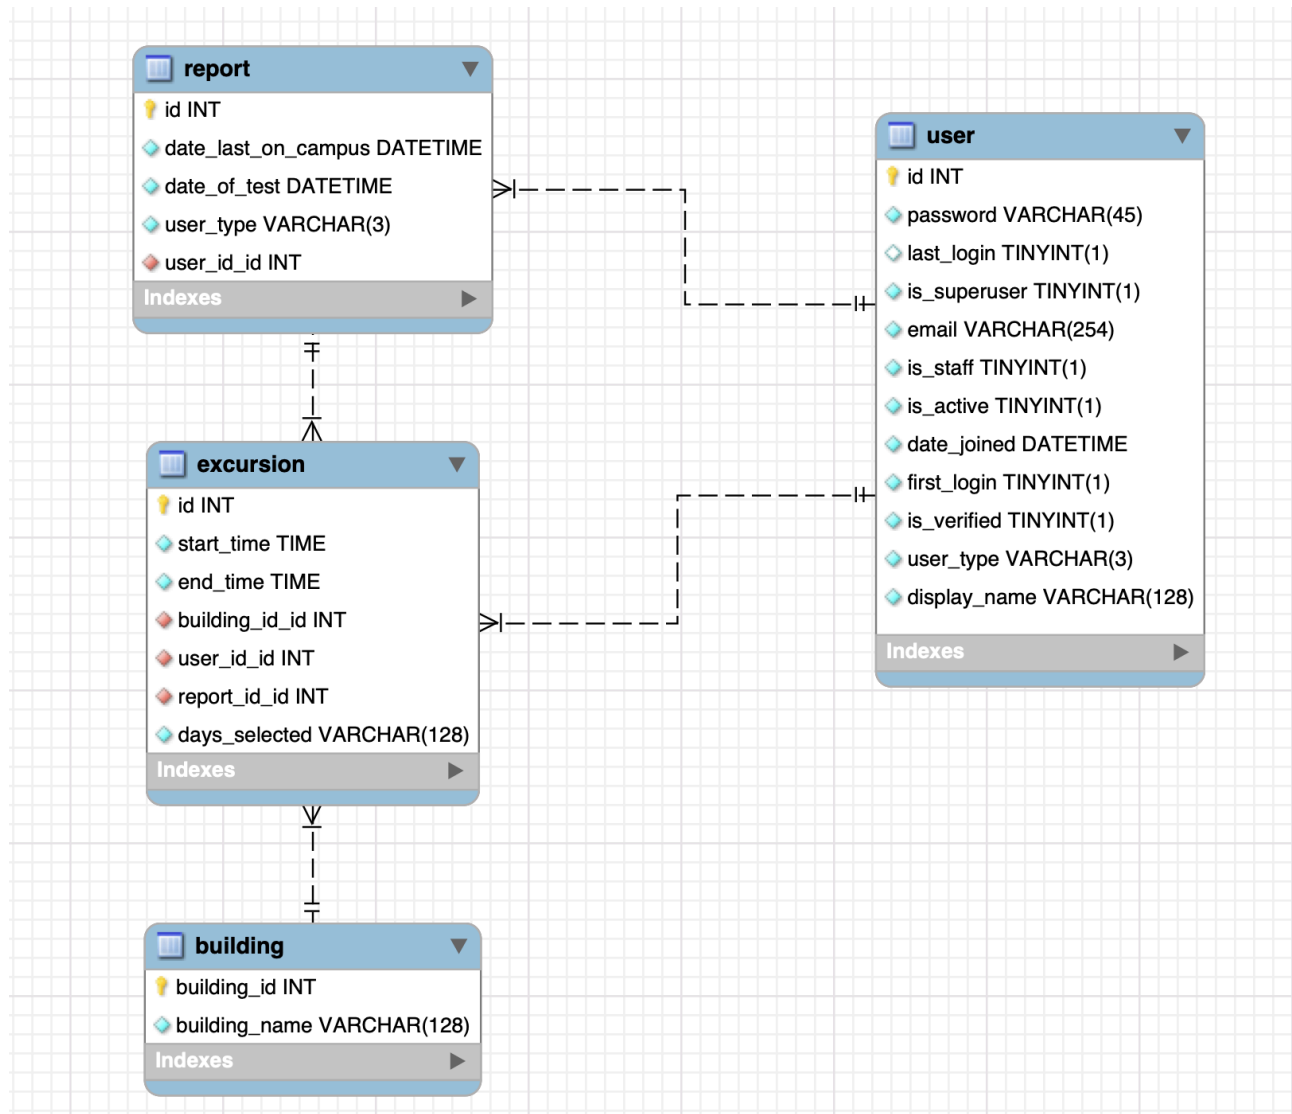 report
id INT
date_last_on_campus DATETIME
date_of_test DATETIME
user_type VARCHAR(3)
user_id_id INT
Indexes
user
id INT
password VARCHAR(45)
last_login TINYINT(1)
is_superuser TINYINT(1)
email VARCHAR(254)
is_staff TINYINT(1)
is_active TINYINT(1)
date_joined DATETIME
first_login TINYINT(1)
is_verified TINYINT(1)
user_type VARCHAR(3)
display_name VARCHAR(128)
Indexes
excursion
id INT
start_time TIME
end_time TIME
building_id_id INT
user_id_id INT
report_id_id INT
days_selected VARCHAR(128)
Indexes
building
building_id INT
building_name VARCHAR(128)
Indexes